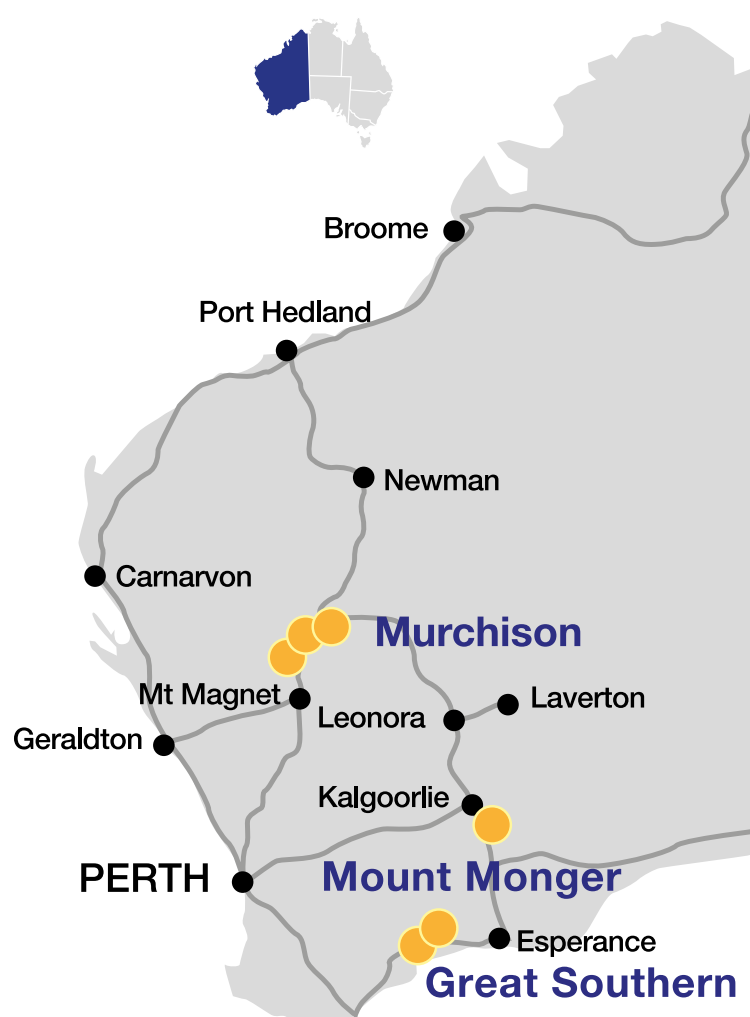 Broome
Port Hedland
Newman
Carnarvon
Murchison
Mt Magnet
Laverton
Leonora
Geraldton
Kalgoorlie
PERTH
Mount Monger
Esperance
Great Southern